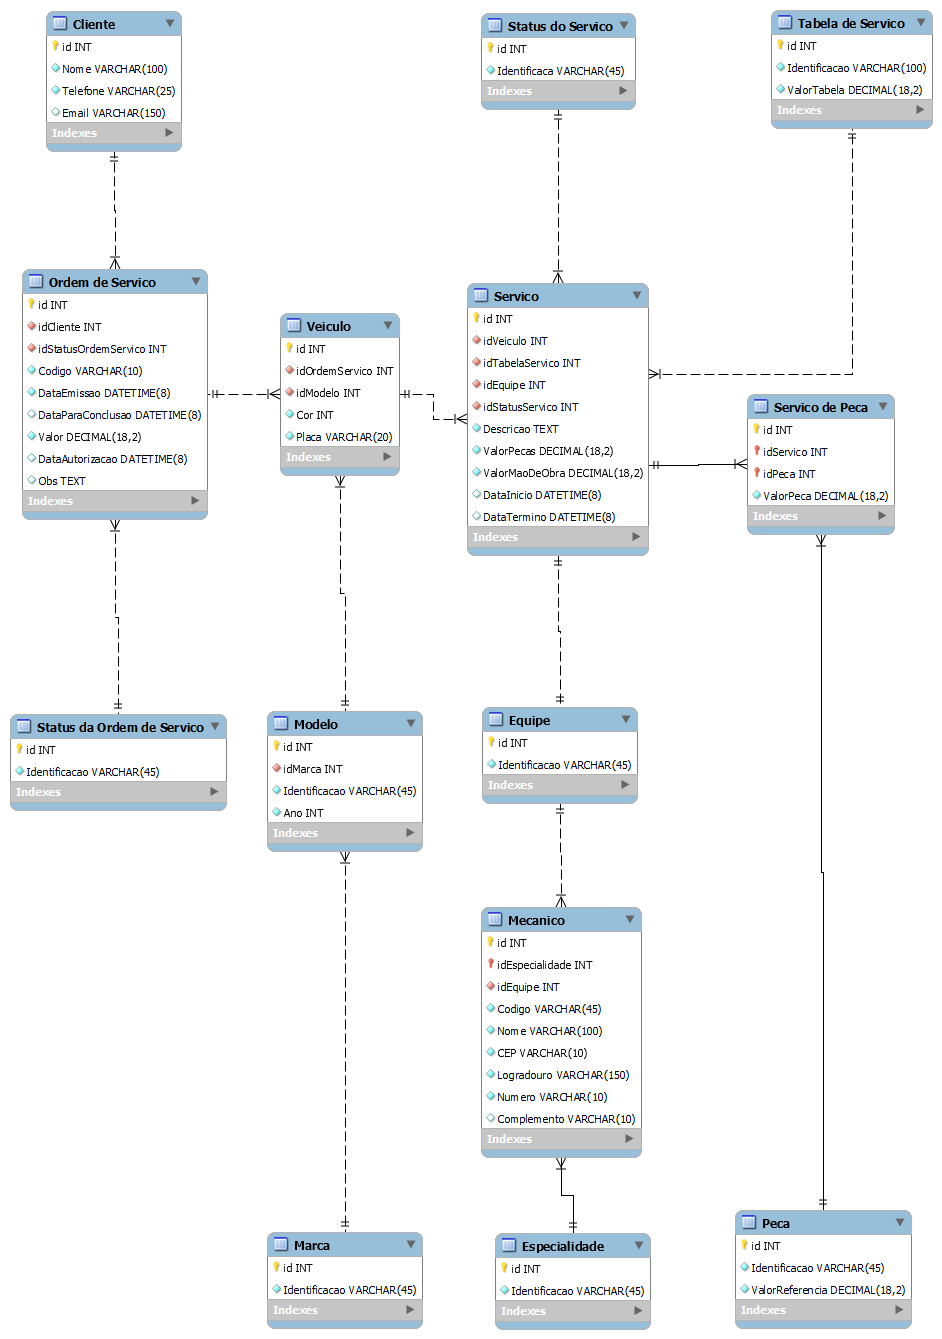 Cliente
id INT
Nome VARCHAR(100)
Telefone VARCHAR(25)
Email VARCHAR(150)
Indexes
Status do Servico
id INT
Identificaca VARCHAR(45)
Indexes
Tabela de Servico
id INT
Identificacao VARCHAR(100)
ValorTabela DECIMAL(18,2)
Indexes
Ordem de Servico
id INT
idCliente INT
idStatusOrdemServico INT
Codigo VARCHAR(10)
DataEmissao DATETIME(8)
DataParaConclusao DATETIME(8)
Valor DECIMAL(18,2)
DataAutorizacao DATETIME(8)
Obs TEXT
Indexes
Veiculo
id INT
idOrdemServico INT
idModelo INT
Cor INT
Placa VARCHAR(20)
Indexes
Servico
id INT
idVeiculo INT
idTabelaServico INT
idEquipe INT
idStatusServico INT
Descricao TEXT
ValorPecas DECIMAL(18,2)
ValorMaoDeObra DECIMAL(18,2)
DataInicio DATETIME(8)
DataTermino DATETIME(8)
Indexes
Servico de Peca
id INT
idServico INT
idPeca INT
ValorPeca DECIMAL(18,2)
Indexes
Status da Ordem de Servico
id INT
Identificacao VARCHAR(45)
Indexes
Modelo
id INT
idMarca INT
Identificacao VARCHAR(45)
Ano INT
Indexes
Equipe
id INT
Identificacao VARCHAR(45)
Indexes
Mecanico
id INT
idEspecialidade INT
idEquipe INT
Codigo VARCHAR(45)
Nome VARCHAR(100)
CEP VARCHAR(10)
Logradouro VARCHAR(150)
Numero VARCHAR(10)
Complemento VARCHAR(10)
Indexes
Marca
id INT
Identificacao VARCHAR(45)
Indexes
Especialidade
id INT
Identificacao VARCHAR(45)
Indexes
Peca
id INT
Identificacao VARCHAR(45)
ValorReferencia DECIMAL(18,2)
Indexes